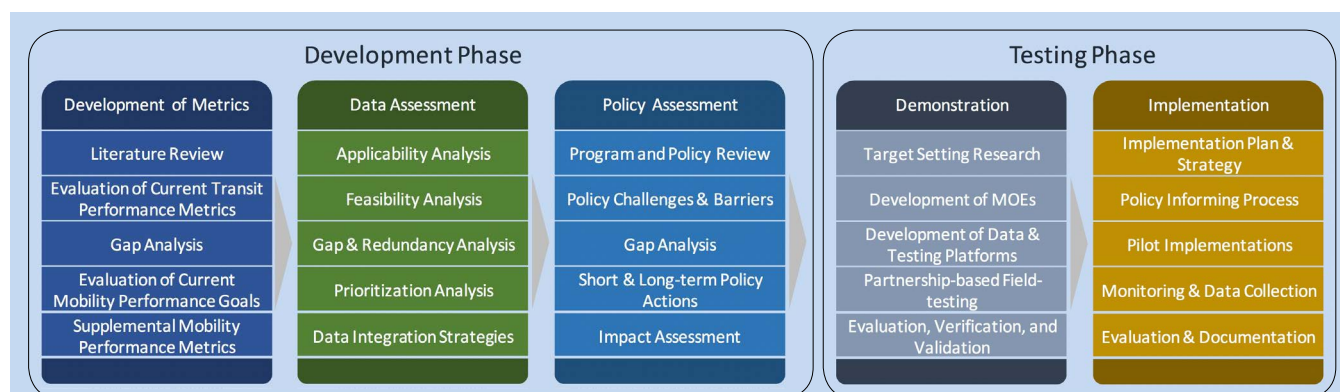 Development Phase
Testing Phase
Development of Metrics
Literature Review
Evaluation of Current Transit
Performance Metrics
Gap Analysis
Evaluation of Current
Mobility Performance Goals
Supplemental Mobility
Performance Metrics
Data Assessment
Applicability Analysis
Feasibility Analysis
Gap & Redundancy Analysis
Prioritization Analysis
Data Integration Strategies
Policy Assessment
Program and Policy Review
Policy Challenges & Barriers
Gap Analysis
Short & Long-term Policy
Actions
Impact Assessment
Demonstration
Target Setting Research
Development of MOEs
Development of Data &
Testing Platforms
Partnership-based Field-
testing
Evaluation, Verification, and
Validation
Implementation
Implementation Plan &
Strategy
Policy Informing Process
Pilot Implementations
Monitoring & Data Collection
Evaluation & Documentation